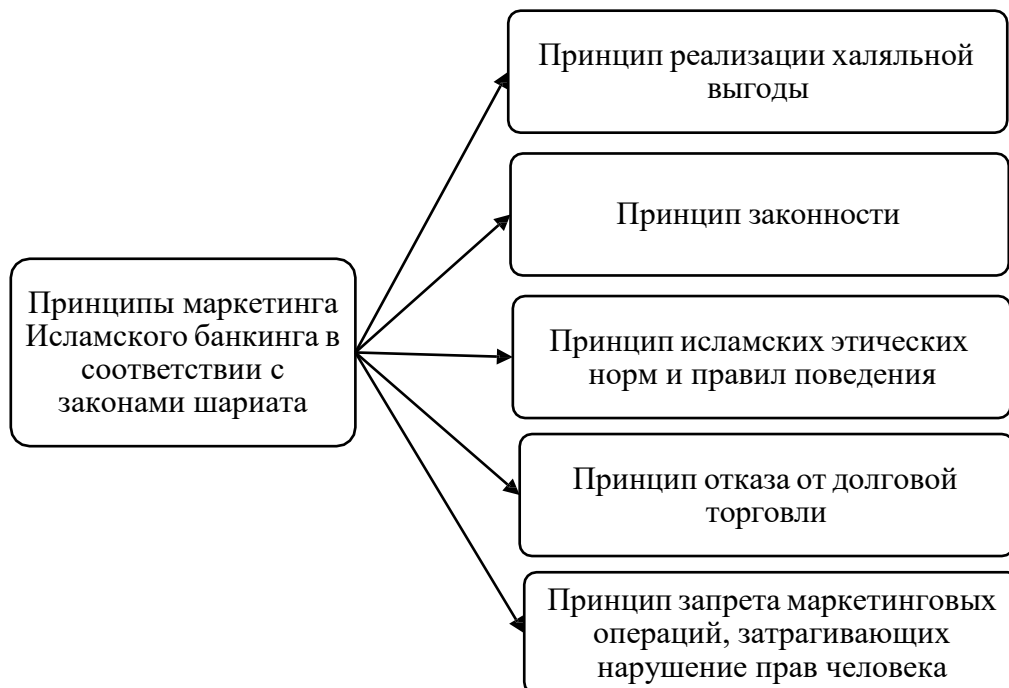 Принципы маркетинга
Исламского банкинга в
соответствии с
законами шариата
Принцип реализации халяльной
выгоды
Принцип законности
Принцип исламских этических
норм и правил поведения
Принцип отказа от долговой
торговли
Принцип запрета маркетинговых
операций, затрагивающих
нарушение прав человека